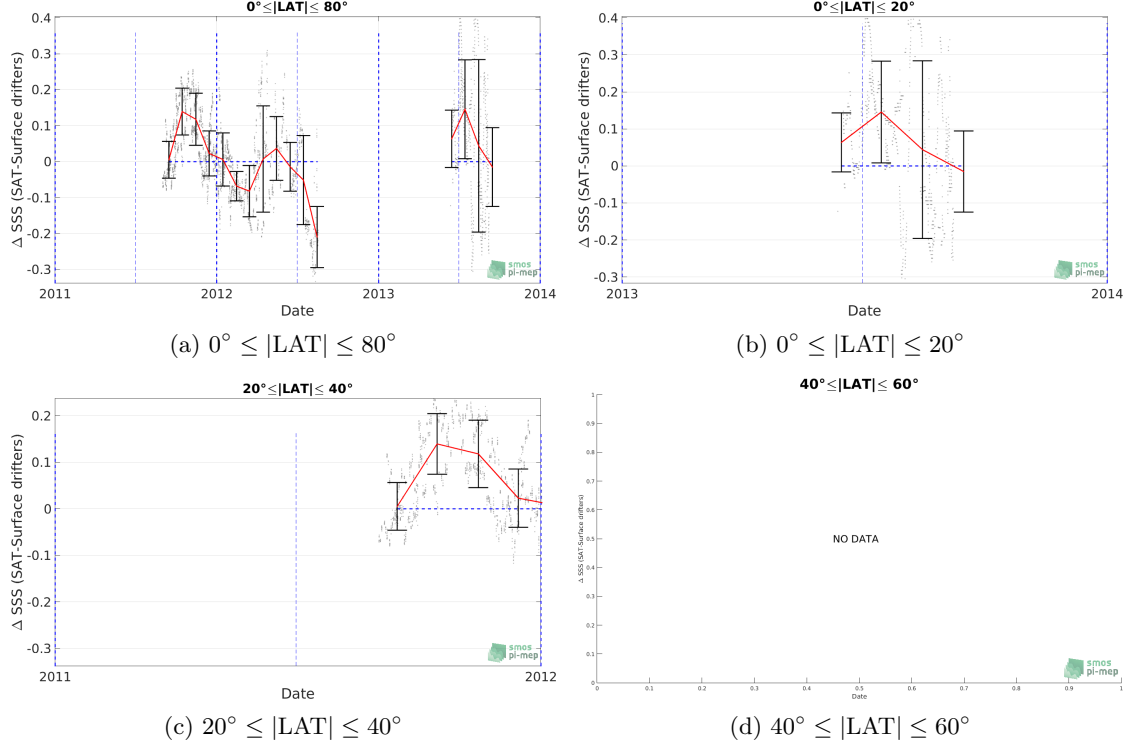 0°≤|LAT|≤ 80°
Δ SSS (SAT-Surface drifters)
0.4
0.3
0.2
0.1
0
-0.1
-0.2
-0.3
2011 2012 2013 2014
Date
smos
pi-mep
(a) 0° ≤ |LAT| ≤ 80°
0°≤|LAT|≤ 20°
Δ SSS (SAT-Surface drifters)
0.4
0.3
0.2
0.1
0
-0.1
-0.2
-0.3
2013 2014
Date
smos
pi-mep
(b) 0° ≤ |LAT| ≤ 20°
20°≤|LAT|≤ 40°
Δ SSS (SAT-Surface drifters)
0.2
0.1
0
-0.1
-0.2
-0.3
2011 2012
Date
smos
pi-mep
(c) 20° ≤ |LAT| ≤ 40°
40°≤|LAT|≤ 60°
Δ SSS (SAT-Surface drifters)
1
0.9
0.8
0.7
0.6
0.5
0.4
0.3
0.2
0.1
0
NO DATA
0 0.1 0.2 0.3 0.4 0.5 0.6 0.7 0.8 0.9 1
Date
smos
pi-mep
(d) 40° ≤ |LAT| ≤ 60°